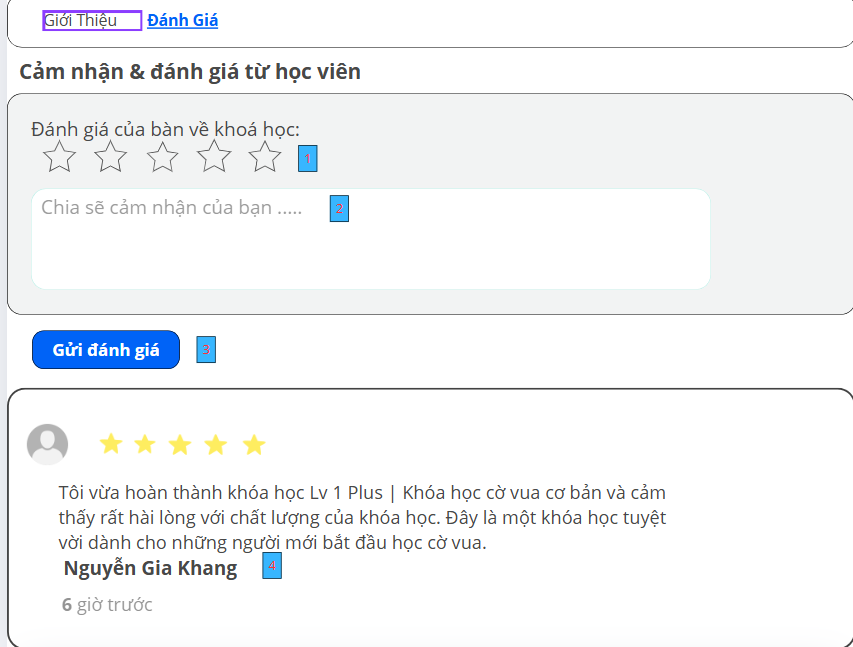 Giới Thiệu Đánh Giá
Cảm nhận & đánh giá từ học viên
Đánh giá của bàn về khoá học:
1
Chia sẽ cảm nhận của bạn ..... 2
Gửi đánh giá 3
Tôi vừa hoàn thành khóa học Lv 1 Plus | Khóa học cờ vua cơ bản và cảm
thấy rất hài lòng với chất lượng của khóa học. Đây là một khóa học tuyệt
vời dành cho những người mới bắt đầu học cờ vua.
Nguyễn Gia Khang 4
6 giờ trước